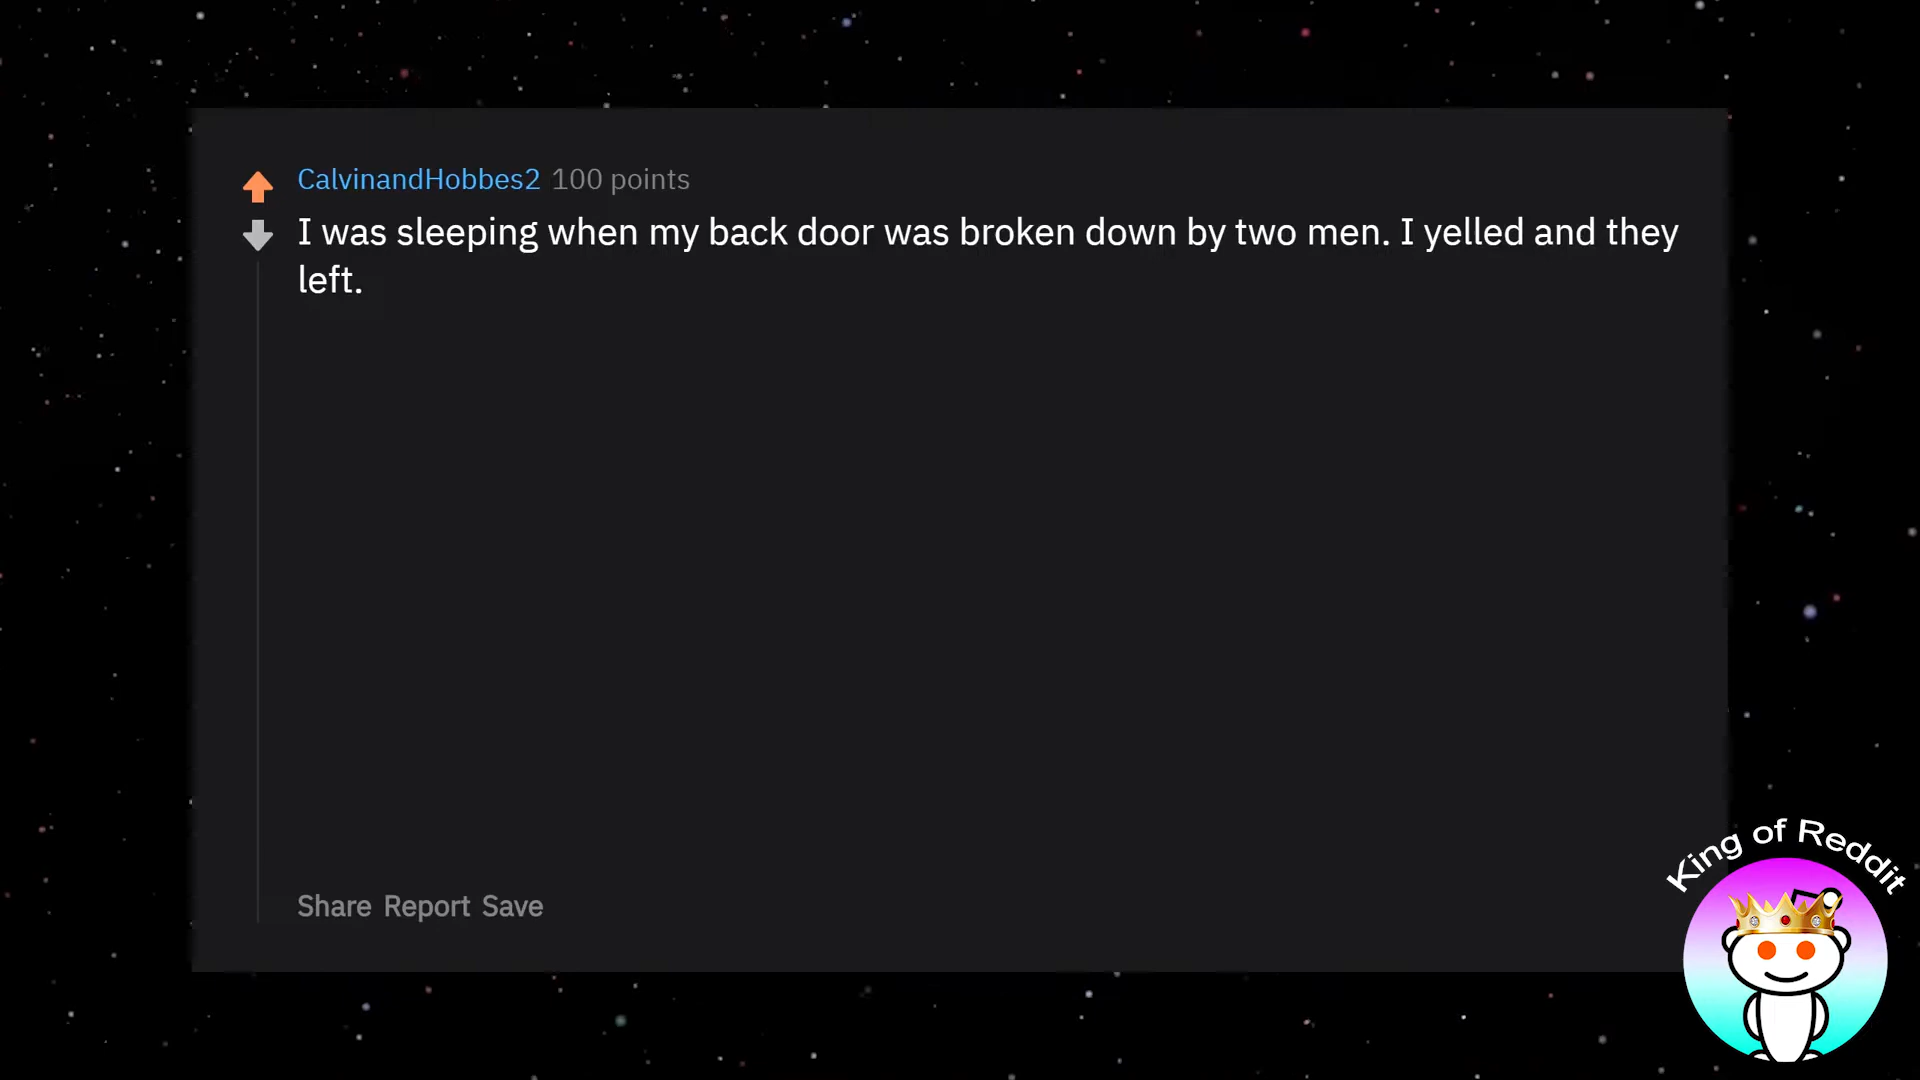 CalvinandHobbes2 100 points
I was sleeping when my back door was broken down by two men. I yelled and they
left.
Share Report Save
King of Reddit